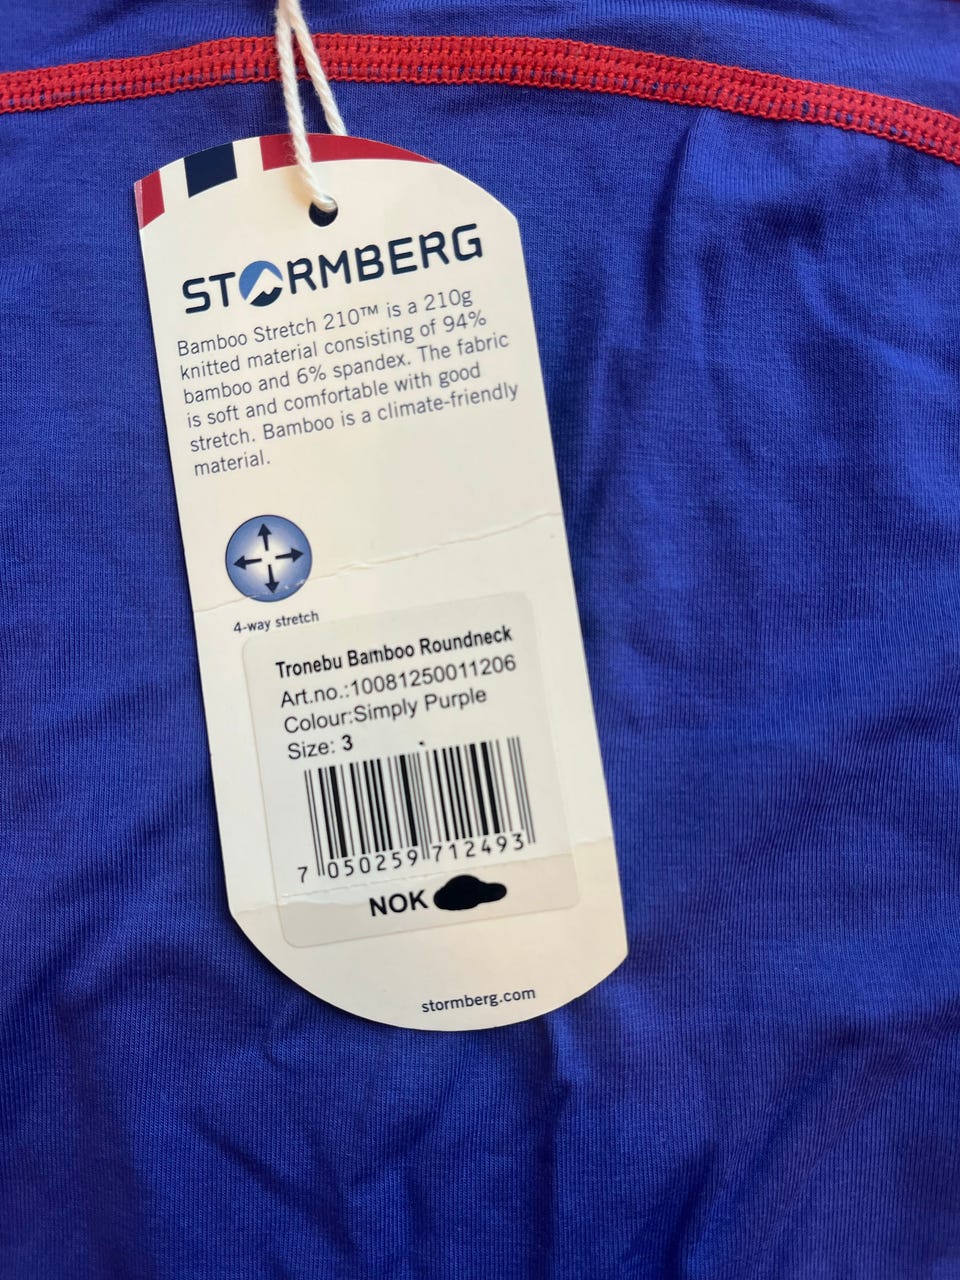 STORMBERG
Bamboo Stretch 210™ is a 210g
knitted material consisting of 94%
bamboo and 6% spandex. The fabric
is soft and comfortable with good
stretch. Bamboo is a climate-friendly
material.
4-way stretch
Tronebu Bamboo Roundneck
Art.no.:10081250011206
Colour:Simply Purple
Size: 3
7 050259 712493
NOK
stormberg.com